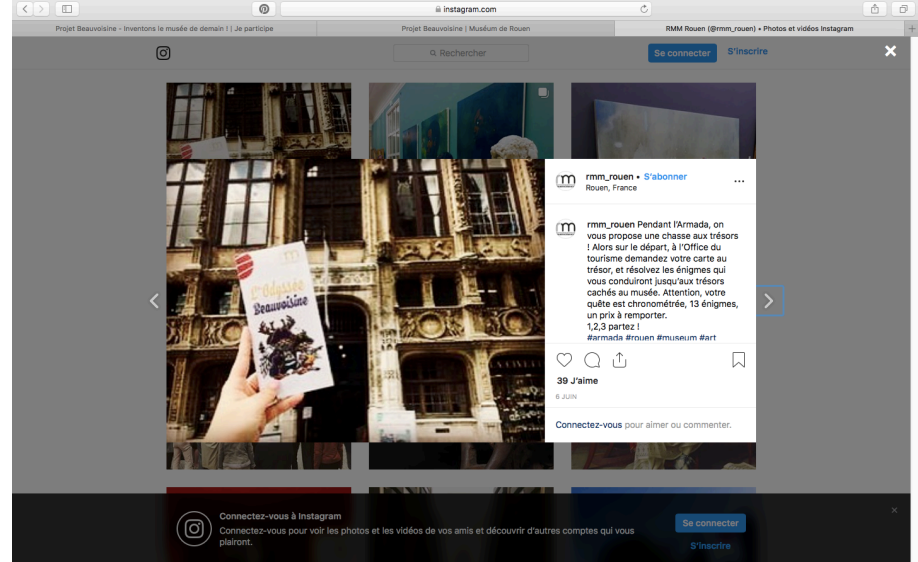 instagram.com
Projet Beauvoisine - Inventons le musée de demain ! | Je participe
Projet Beauvoisine | Muséum de Rouen
RMM Rouen (@rmm_rouen) • Photos et vidéos Instagram
Rechercher
Se connecter
S'inscrire
L'Odyssée
Beauvoisine
rmm_rouen • S'abonner
Rouen, France
rmm_rouen Pendant l'Armada, on
vous propose une chasse aux trésors
! Alors sur le départ, à l'Office du
tourisme demandez votre carte au
trésor, et résolvez les énigmes qui
vous conduiront jusqu'aux trésors
cachés au musée. Attention, votre
quête est chronométrée, 13 énigmes,
un prix à remporter.
1,2,3 partez !
#armada #rouen #museum #art
39 J'aime
6 JUIN
Connectez-vous pour aimer ou commenter.
Connectez-vous à Instagram
Connectez-vous pour voir les photos et les vidéos de vos amis et découvrir d'autres comptes qui vous
plairont.
Se connecter
S'inscrire